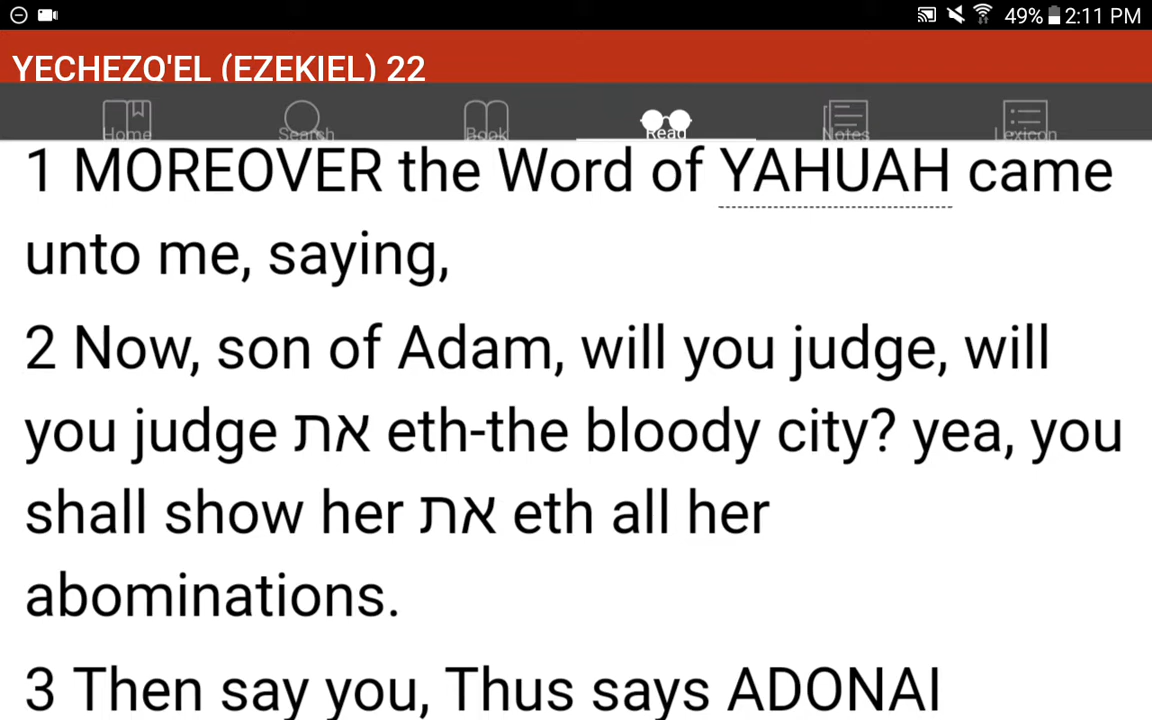 49% 2:11 PM
YECHEZQ'EL (EZEKIEL) 22
Home Search Book Read Notes Lexicon
1 MOREOVER the Word of YAHUAH came
unto me, saying,
2 Now, son of Adam, will you judge, will
you judge את eth-the bloody city? yea, you
shall show her את eth all her
abominations.
3 Then say you, Thus says ADONAI